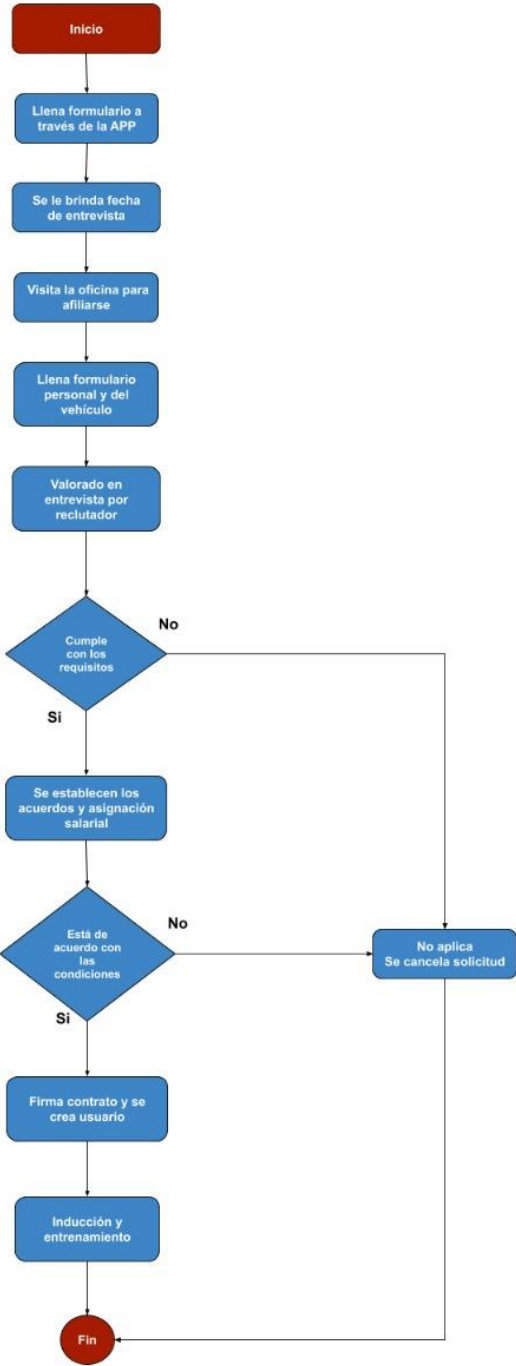 Inicio
Llena formulario a
través de la APP
Se le brinda fecha
de entrevista
Visita la oficina para
afiliarse
Llena formulario
personal y del
vehículo
Valorado en
entrevista por
reclutador
Cumple
con los
requisitos
No
Si
Se establecen los
acuerdos y asignación
salarial
Está de
acuerdo con
las
condiciones
No
No aplica
Se cancela solicitud
Si
Firma contrato y se
crea usuario
Inducción y
entrenamiento
Fin